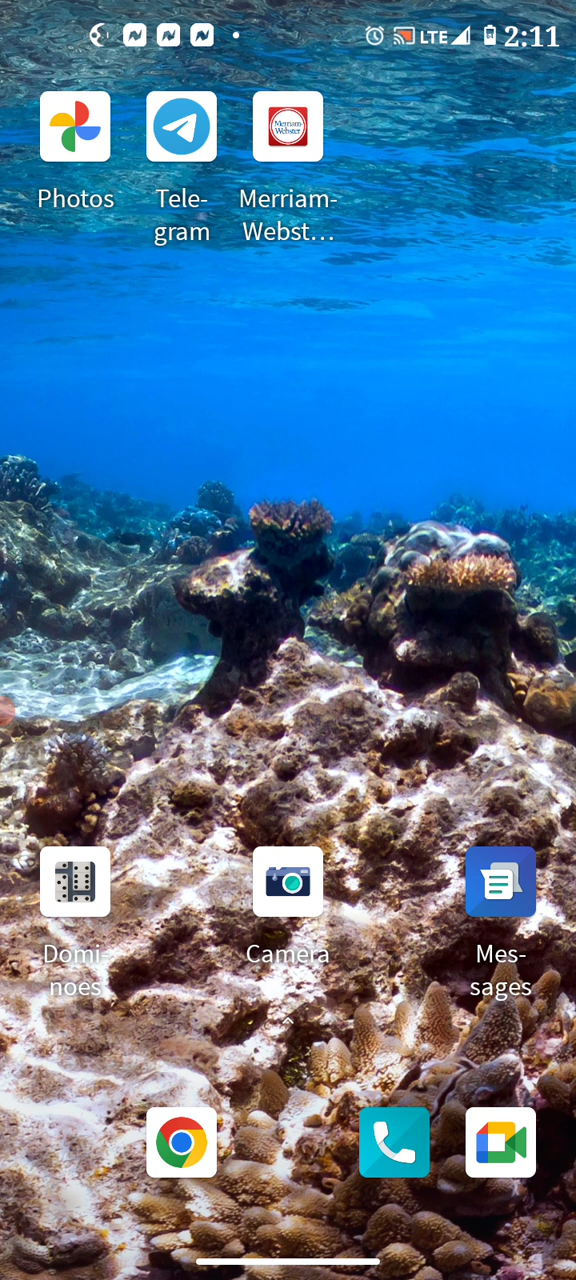 LTE 2:11
Photos
Tele-
gram
Merriam-
Webst...
Merriam-
Webster
Domi-
noes
Camera
Mes-
sages